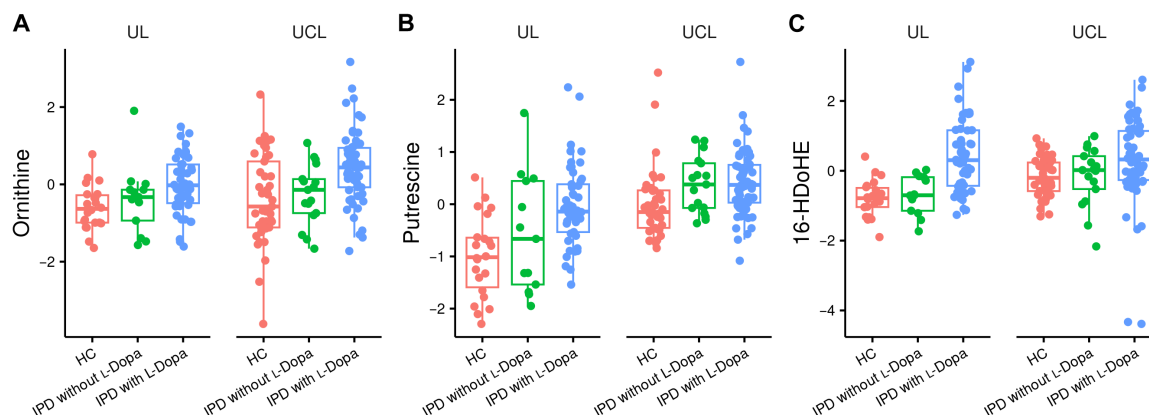 A
UL
UCL
Ornithine
2
0
−2
HC
IPD without L-Dopa
IPD with L-Dopa
HC
IPD without L-Dopa
IPD with L-Dopa
B
UL
UCL
Putrescine
2
1
0
−1
−2
HC
IPD without L-Dopa
IPD with L-Dopa
HC
IPD without L-Dopa
IPD with L-Dopa
C
UL
UCL
16-HDoHE
2
0
−2
−4
HC
IPD without L-Dopa
IPD with L-Dopa
HC
IPD without L-Dopa
IPD with L-Dopa